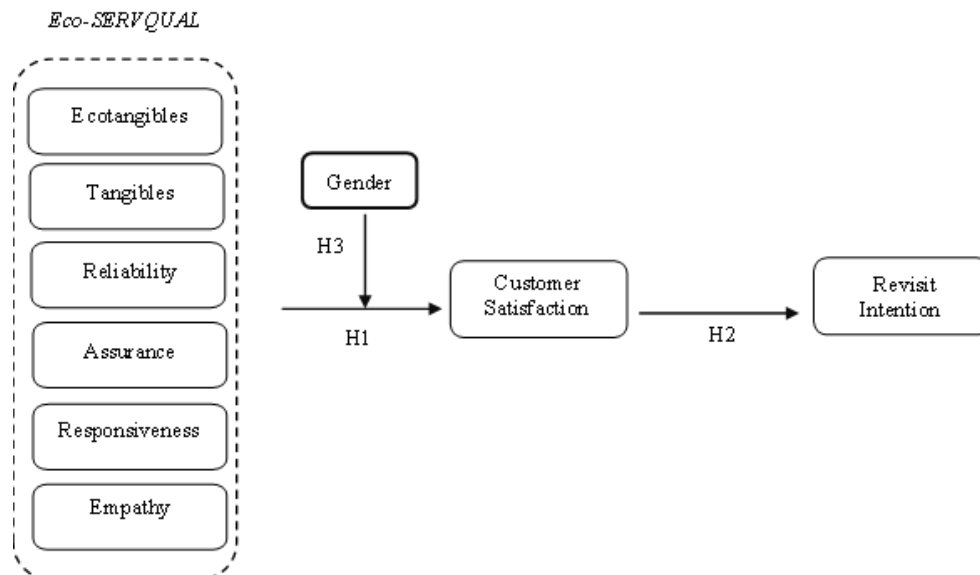 Eco-SERVQUAL
Ecotangibles
Tangibles
Reliability
Assurance
Responsiveness
Empathy
Gender
H3
H1
Customer
Satisfaction
H2
Revisit
Intention